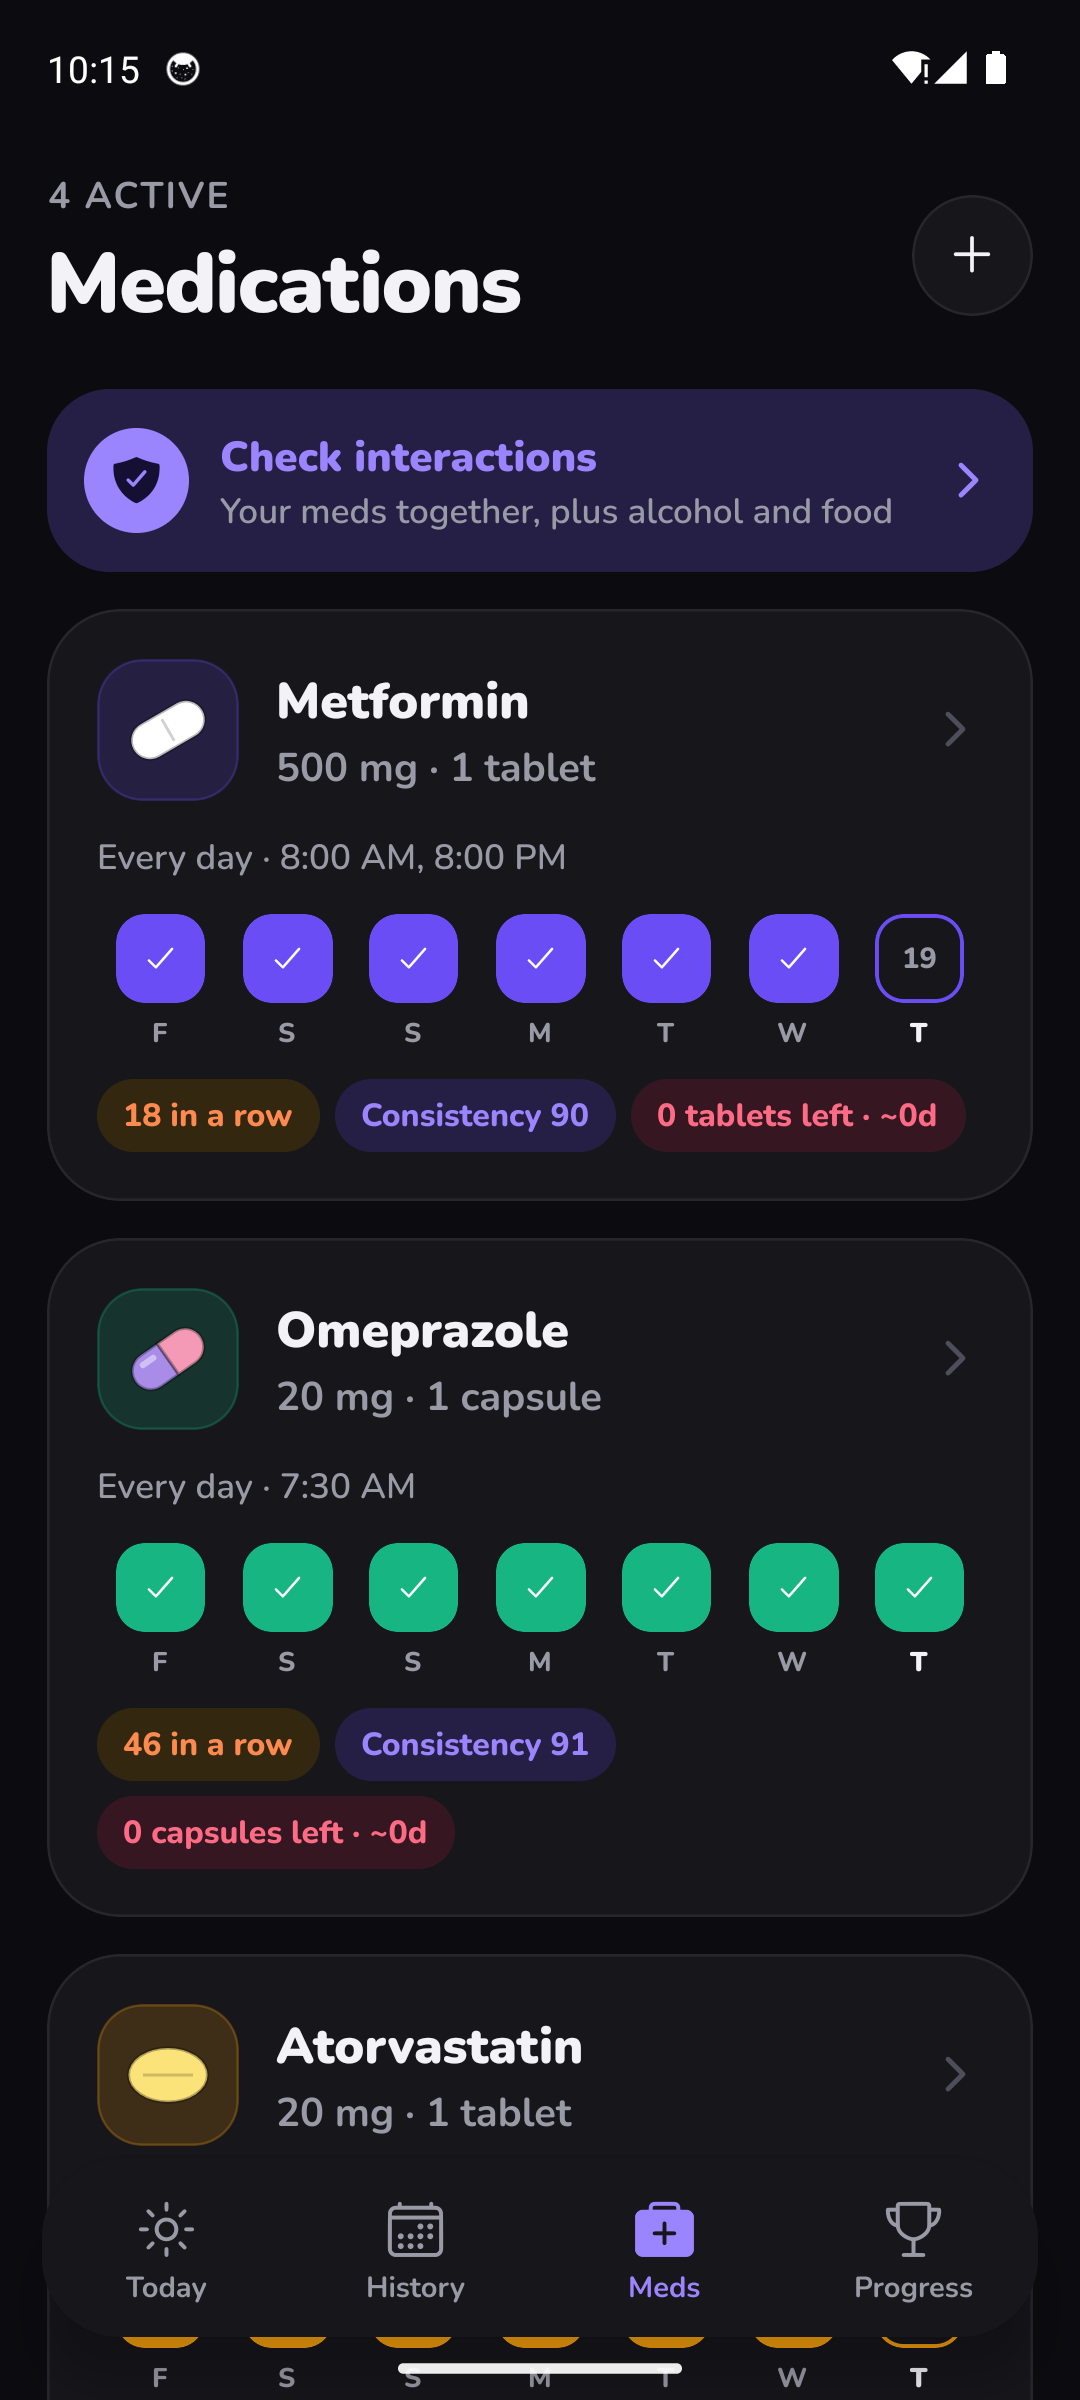 10:15
4 ACTIVE
Medications
Check interactions
Your meds together, plus alcohol and food
Metformin
500 mg · 1 tablet
Every day · 8:00 AM, 8:00 PM
19
F S S M T W T
18 in a row
Consistency 90
0 tablets left · ~0d
Omeprazole
20 mg · 1 capsule
Every day · 7:30 AM
F S S M T W T
46 in a row
Consistency 91
0 capsules left · ~0d
Atorvastatin
20 mg · 1 tablet
Today History Meds Progress
F S S M T W T